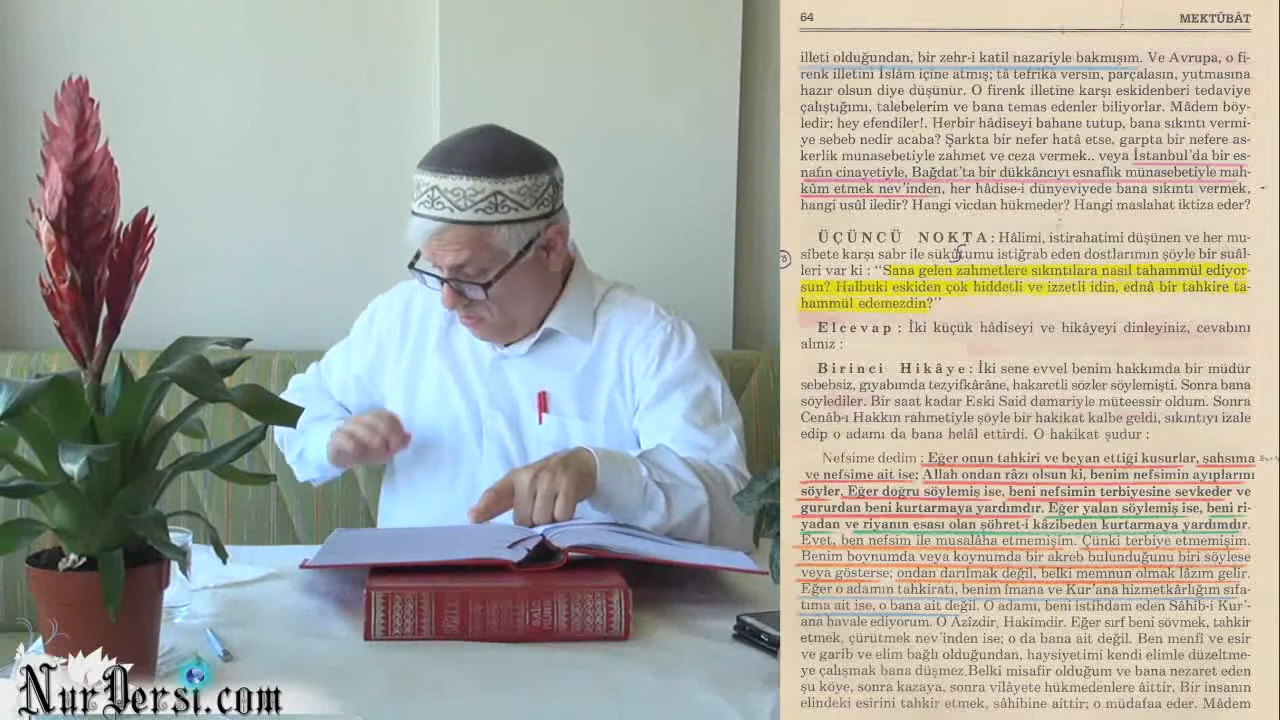 64 MEKTÛBÂT
illeti olduğundan, bir zehr-i katil nazariyle bakmışım. Ve Avrupa, o fi-
renk illetini İslâm içine atmış; tâ tefrika versin, parçalasın, yutmasına
hazır olsun diye düşünür. O firenk illetine karşı eskidenberi tedaviye
çalıştığımı, talebelerim ve bana temas edenler biliyorlar. Mâdem böy-
ledir; hey efendiler!. Herbir hâdiseyi bahane tutup, bana sıkıntı vermi-
ye sebeb nedir acaba? Şarkta bir nefer hatâ etse, garpta bir nefere as-
kerlik munasebetiyle zahmet ve ceza vermek.. veya İstanbul'da bir es-
nafın cinayetiyle, Bağdat'ta bir dükkâncıyı esnaflık münasebetiyle mah-
kûm etmek nev'inden, her hâdise-i dünyeviyede bana sıkıntı vermek,
hangi usûl iledir? Hangi vicdan hükmeder? Hangi maslahat iktiza eder?
ÜÇÜNCÜ NOKTA: Hâlimi, istirahatimi düşünen ve her mu-
sîbete karşı sabr ile sükûtumu istiğrab eden dostlarımın şöyle bir suâl-
leri var ki : "Sana gelen zahmetlere sıkıntılara nasıl tahammül ediyor-
sun? Halbuki eskiden çok hiddetli ve izzetli idin, ednâ bir tahkire ta-
hammül edemezdin?"
Elcevap: İki küçük hâdiseyi ve hikâyeyi dinleyiniz, cevabını
alınız :
Birinci Hikâye: İki sene evvel benim hakkımda bir müdür
sebebsiz, gıyabımda tezyifkârâne, hakaretli sözler söylemişti. Sonra bana
söylediler. Bir saat kadar Eski Said damariyle müteessir oldum. Sonra
Cenâb-ı Hakkın rahmetiyle şöyle bir hakikat kalbe geldi, sıkıntıyı izale
edip o adamı da bana helâl ettirdi. O hakikat şudur :
Nefsime dedim : Eğer onun tahkiri ve beyan ettiği kusurlar, şahsıma
ve nefsime ait ise; Allah ondan râzı olsun ki, benim nefsimin ayıplarını
söyler. Eğer doğru söylemiş ise, beni nefsimin terbiyesine sevkeder ve
gururdan beni kurtarmaya yardımdır. Eğer yalan söylemiş ise, beni ri-
yadan ve riyanın esası olan şöhret-i kâzibeden kurtarmaya yardımdır.
Evet, ben nefsim ile musalâha etmemişim. Çünki terbiye etmemişim.
Benim boynumda veya koynumda bir akreb bulunduğunu biri söylese
veya gösterse; ondan darılmak değil, belki memnun olmak lâzım gelir.
Eğer o adamın tahkiratı, benim îmana ve Kur'ana hizmetkârlığım sıfa-
tıma ait ise, o bana ait değil. O adamı, beni istihdam eden Sâhib-i Kur'-
ana havale ediyorum. O Azîzdir, Hakîmdir. Eğer sırf beni sövmek, tahkir
etmek, çürütmek nev'inden ise; o da bana ait değil. Ben menfi ve esir
ve garib ve elim bağlı olduğundan, haysiyetimi kendi elimle düzeltme-
ye çalışmak bana düşmez. Belki misafir olduğum ve bana nezaret eden
şu köye, sonra kazaya, sonra vilâyete hükmedenlere âittir. Bir insanın
elindeki esîrini tahkir etmek, sâhibine aittir; o müdafaa eder. Mâdem
NurDersi.com